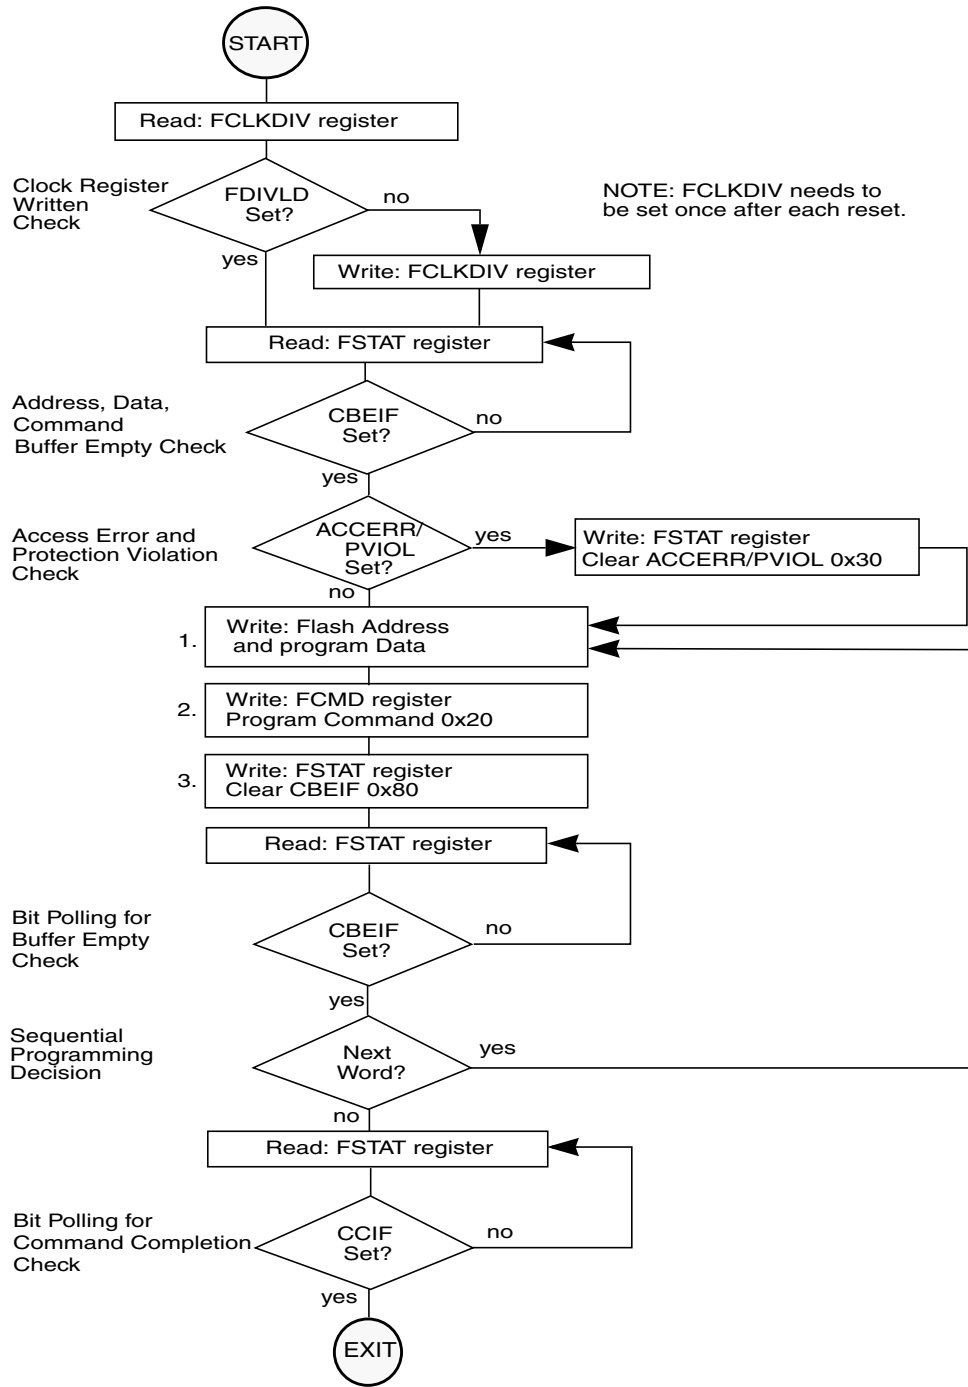 START
Read: FCLKDIV register
Clock Register
Written
Check
FDIVLD
Set?
no
yes
NOTE: FCLKDIV needs to
be set once after each reset.
Write: FCLKDIV register
Read: FSTAT register
Address, Data,
Command
Buffer Empty Check
CBEIF
Set?
no
yes
Access Error and
Protection Violation
Check
ACCERR/
PVIOL
Set?
yes
no
Write: FSTAT register
Clear ACCERR/PVIOL 0x30
1.
Write: Flash Address
and program Data
2.
Write: FCMD register
Program Command 0x20
3.
Write: FSTAT register
Clear CBEIF 0x80
Read: FSTAT register
Bit Polling for
Buffer Empty
Check
CBEIF
Set?
no
yes
Sequential
Programming
Decision
Next
Word?
yes
no
Read: FSTAT register
Bit Polling for
Command Completion
Check
CCIF
Set?
no
yes
EXIT